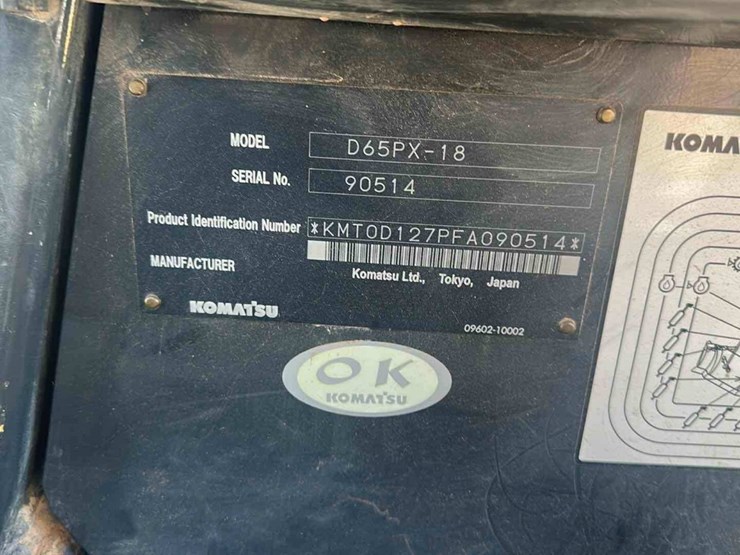 MODEL D65PX-18
SERIAL No. 90514
Product Identification Number *KMT0D127PFA090514*
MANUFACTURER Komatsu Ltd., Tokyo, Japan
KOMATSU
09602-10002
OK
KOMATSU
KOMA